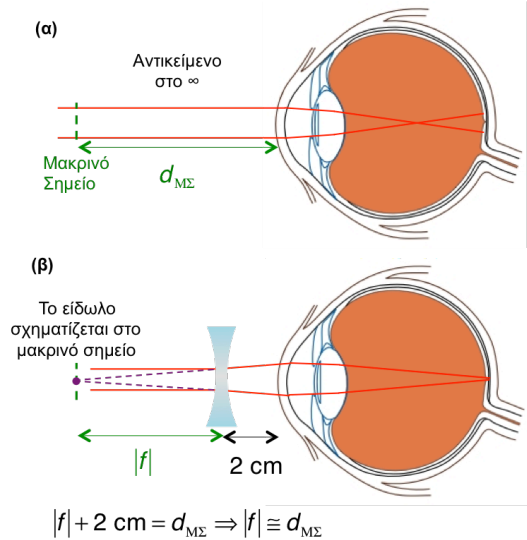 (α)
Αντικείμενο
στο ∞
Μακρινό
Σημείο
d_ΜΣ
(β)
Το είδωλο
σχηματίζεται στο
μακρινό σημείο
|f|
2 cm
|f| + 2 cm = d_ΜΣ ⇒ |f| ≅ d_ΜΣ